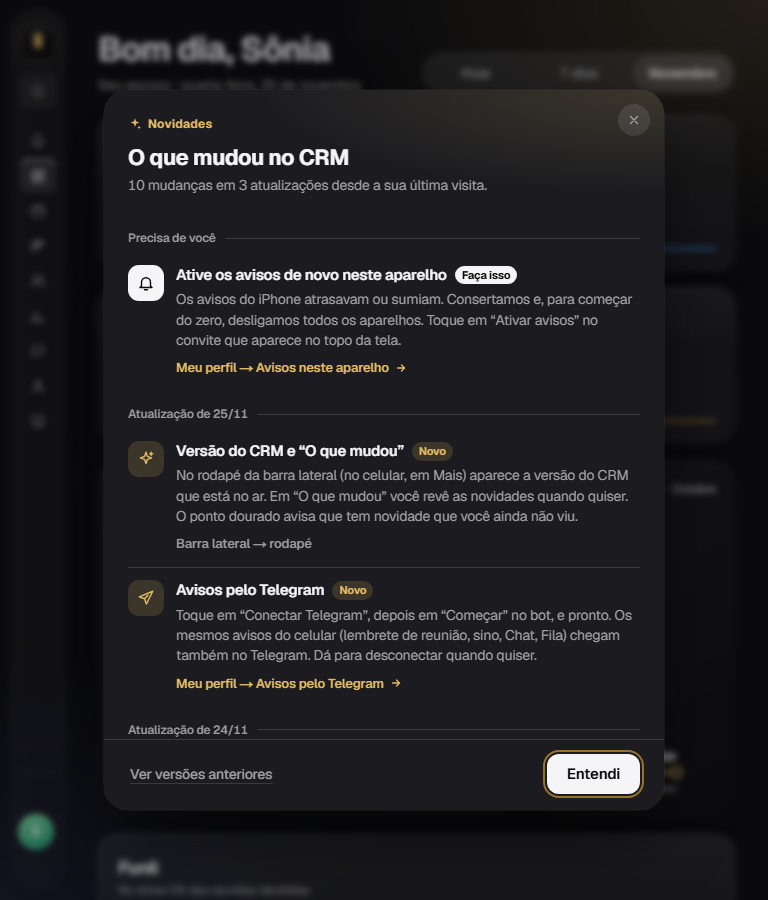 Bom dia, Sônia
Hoje
7 dias
Novembro
Novidades
O que mudou no CRM
10 mudanças em 3 atualizações desde a sua última visita.
Precisa de você
Ative os avisos de novo neste aparelho Faça isso
Os avisos do iPhone atrasavam ou sumiam. Consertamos e, para começar
do zero, desligamos todos os aparelhos. Toque em “Ativar avisos” no
convite que aparece no topo da tela.
Meu perfil → Avisos neste aparelho →
Atualização de 25/11
Versão do CRM e “O que mudou” Novo
No rodapé da barra lateral (no celular, em Mais) aparece a versão do CRM
que está no ar. Em “O que mudou” você revê as novidades quando quiser.
O ponto dourado avisa que tem novidade que você ainda não viu.
Barra lateral → rodapé
Avisos pelo Telegram Novo
Toque em “Conectar Telegram”, depois em “Começar” no bot, e pronto. Os
mesmos avisos do celular (lembrete de reunião, sino, Chat, Fila) chegam
também no Telegram. Dá para desconectar quando quiser.
Meu perfil → Avisos pelo Telegram →
Atualização de 24/11
Ver versões anteriores
Entendi
Funil